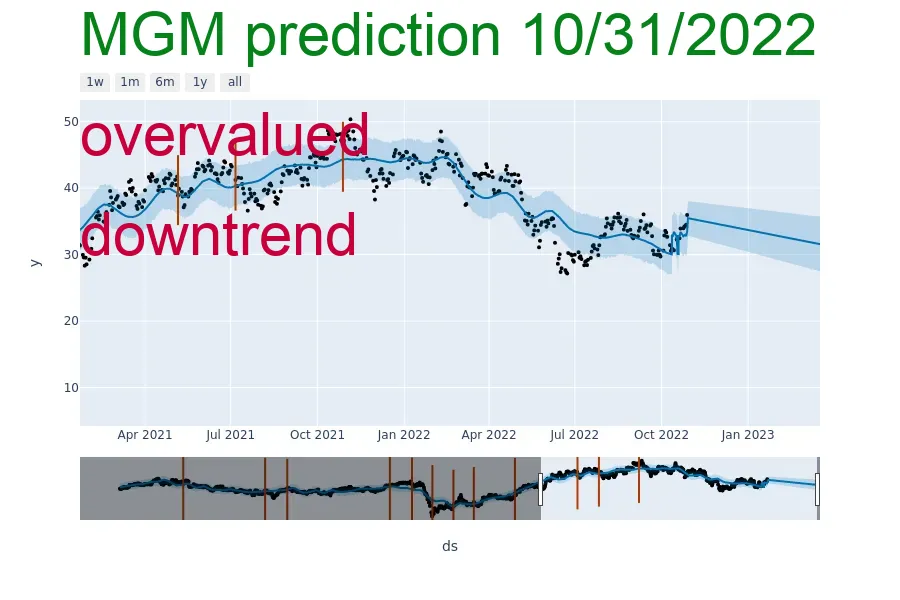 MGM prediction 10/31/2022
1w 1m 6m 1y all
overvalued
downtrend
50
40
30
20
10
y
Apr 2021 Jul 2021 Oct 2021 Jan 2022 Apr 2022 Jul 2022 Oct 2022 Jan 2023
ds